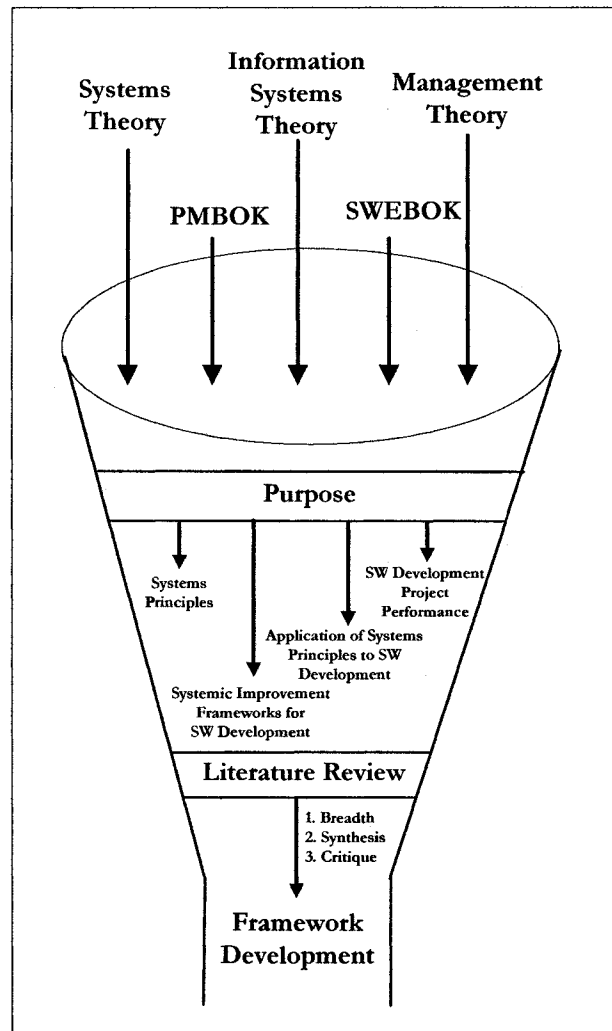 Systems
Theory
Information
Systems
Theory
Management
Theory
PMBOK
SWEBOK
Purpose
Systems
Principles
SW Development
Project
Performance
Application of Systems
Principles to SW
Development
Systemic Improvement
Frameworks for
SW Development
Literature Review
1. Breadth
2. Synthesis
3. Critique
Framework
Development